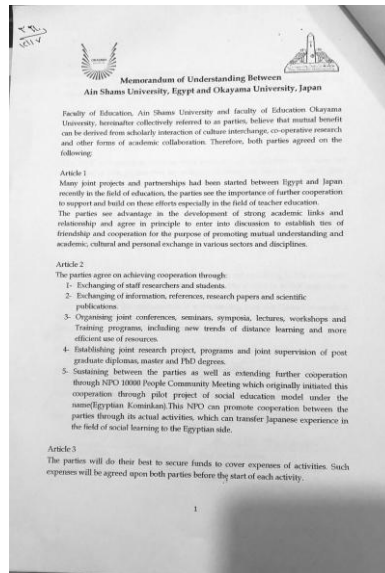 Memorandum of Understanding Between
Ain Shams University, Egypt and Okayama University, Japan
Faculty of Education, Ain Shams University and faculty of Education Okayama
University, hereinafter collectively referred to as parties, believe that mutual benefit
can be derived from scholarly interaction of culture interchange, co-operative research
and other forms of academic collaboration. Therefore, both parties agreed on the
following:
Article 1
Many joint projects and partnerships had been started between Egypt and Japan
recently in the field of education, the parties see the importance of further cooperation
to support and build on these efforts especially in the field of teacher education.
The parties see advantage in the development of strong academic links and
relationship and agree in principle to enter into discussion to establish ties of
friendship and cooperation for the purpose of promoting mutual understanding and
academic, cultural and personal exchange in various sectors and disciplines.
Article 2
The parties agree on achieving cooperation through:
1- Exchanging of staff researchers and students.
2- Exchanging of information, references, research papers and scientific
publications.
3- Organising joint conferences, seminars, symposia, lectures, workshops and
Training programs, including new trends of distance learning and more
efficient use of resources.
4- Establishing joint research project, programs and joint supervision of post
graduate diplomas, master and PhD degrees.
5- Sustaining between the parties as well as extending further cooperation
through NPO 10000 People Community Meeting which originally initiated this
cooperation through pilot project of social education model under the
name(Egyptian Kominkan).This NPO can promote cooperation between the
parties through its actual activities, which can transfer Japanese experience in
the field of social learning to the Egyptian side.
Article 3
The parties will do their best to secure funds to cover expenses of activities. Such
expenses will be agreed upon both parties before the start of each activity.
1